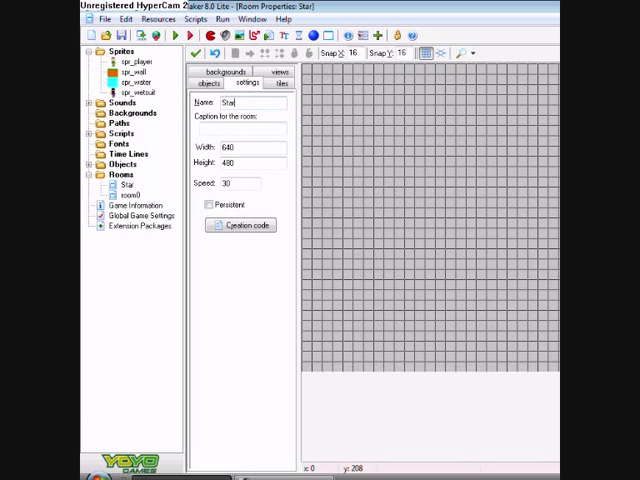 Unregistered HyperCam 2
aker 8.0 Lite - [Room Properties: Star]
File Edit Resources Scripts Run Window Help
Snap X: 16 Snap Y: 16
Sprites
spr_player
spr_wall
spr_water
spr_wetsuit
Sounds
Backgrounds
Paths
Scripts
Fonts
Time Lines
Objects
Rooms
Star
room0
Game Information
Global Game Settings
Extension Packages
backgrounds views
objects settings tiles
Name: Star
Caption for the room:
Width: 640
Height: 480
Speed: 30
Persistent
Creation code
YOYO
GAMES
x: 0 y: 208